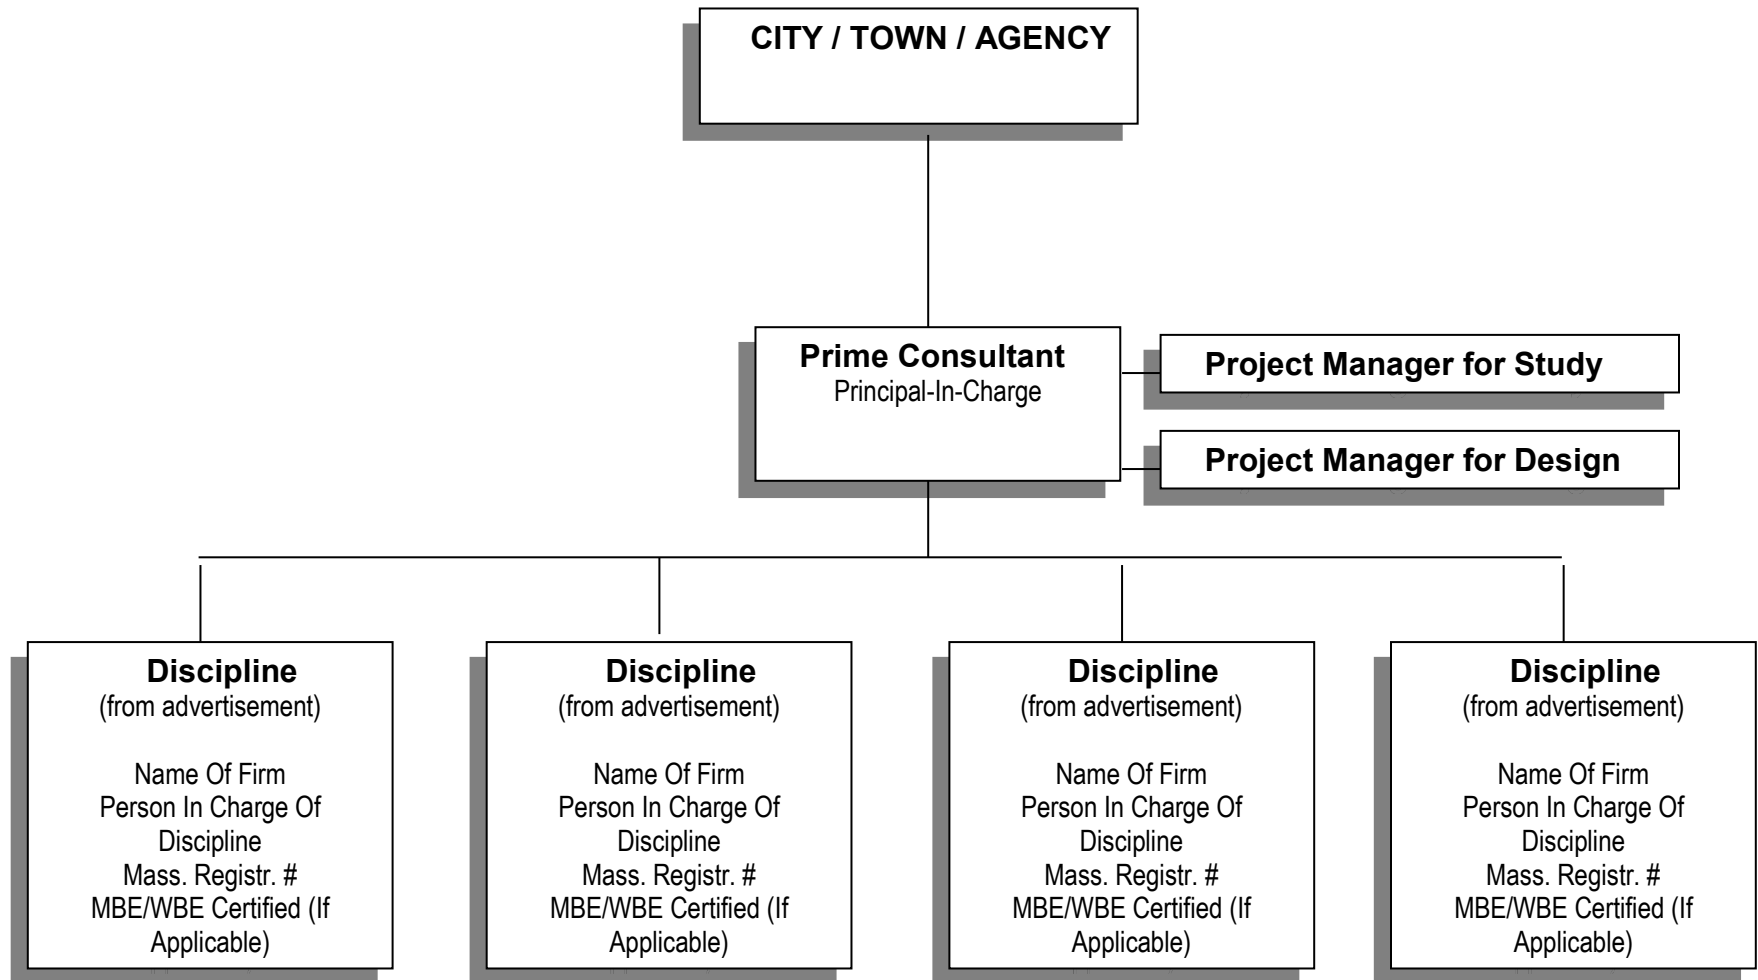 CITY / TOWN / AGENCY
Prime Consultant
Principal-In-Charge
Project Manager for Study
Project Manager for Design
Discipline
(from advertisement)
Name Of Firm
Person In Charge Of
Discipline
Mass. Registr. #
MBE/WBE Certified (If
Applicable)
Discipline
(from advertisement)
Name Of Firm
Person In Charge Of
Discipline
Mass. Registr. #
MBE/WBE Certified (If
Applicable)
Discipline
(from advertisement)
Name Of Firm
Person In Charge Of
Discipline
Mass. Registr. #
MBE/WBE Certified (If
Applicable)
Discipline
(from advertisement)
Name Of Firm
Person In Charge Of
Discipline
Mass. Registr. #
MBE/WBE Certified (If
Applicable)